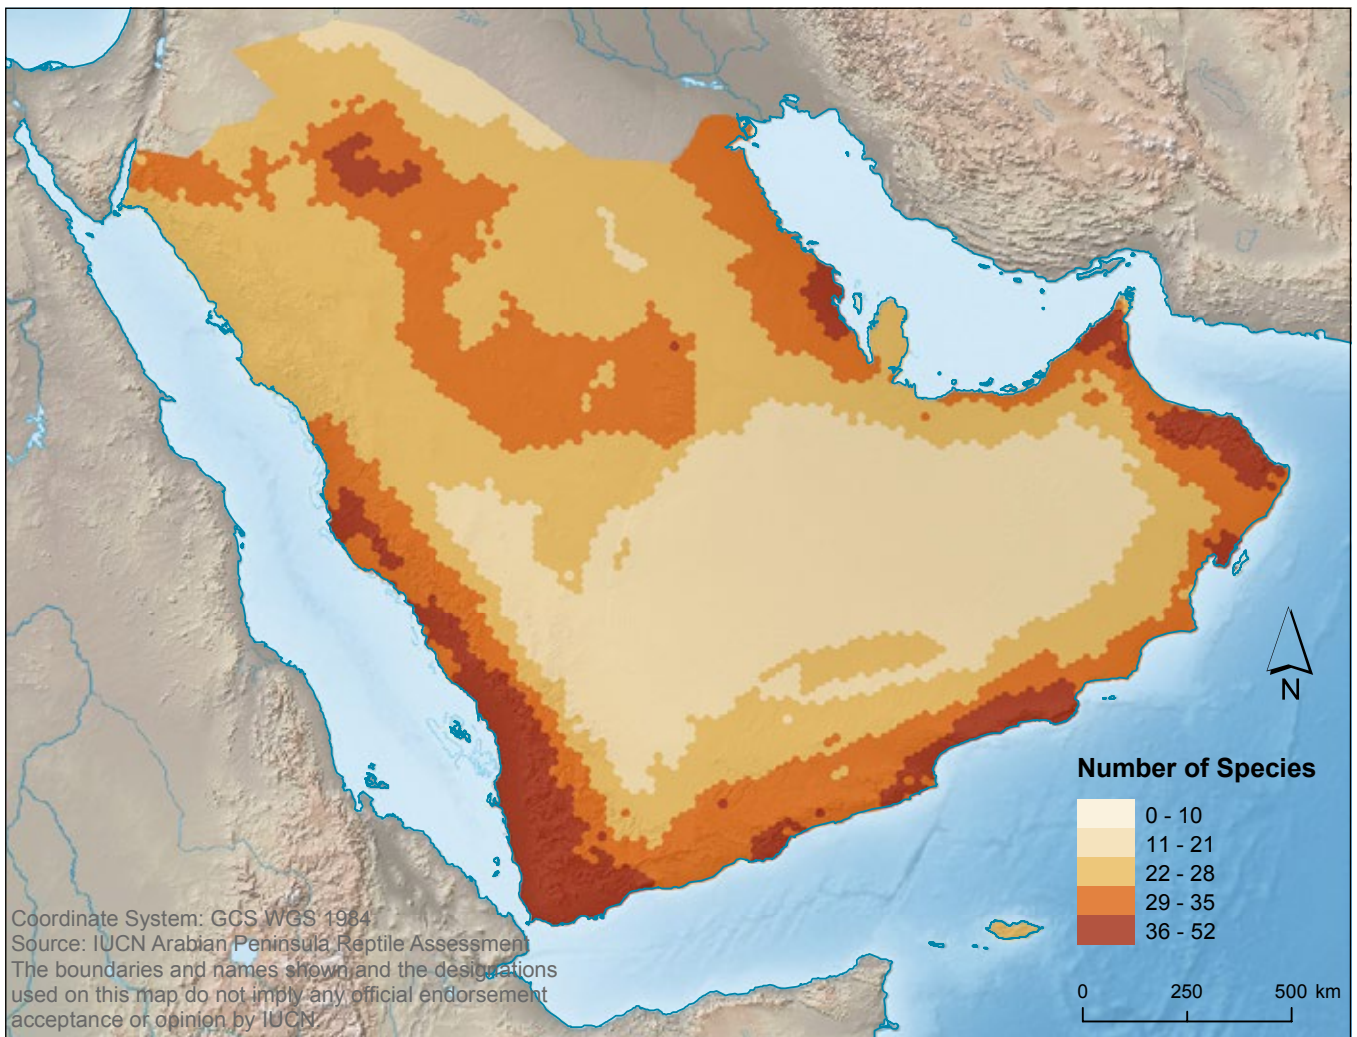 N
Number of Species
0 - 10
11 - 21
22 - 28
29 - 35
36 - 52
Coordinate System: GCS WGS 1984
Source: IUCN Arabian Peninsula Reptile Assessment
The boundaries and names shown and the designations
used on this map do not imply any official endorsement
acceptance or opinion by IUCN.
0 250 500 km